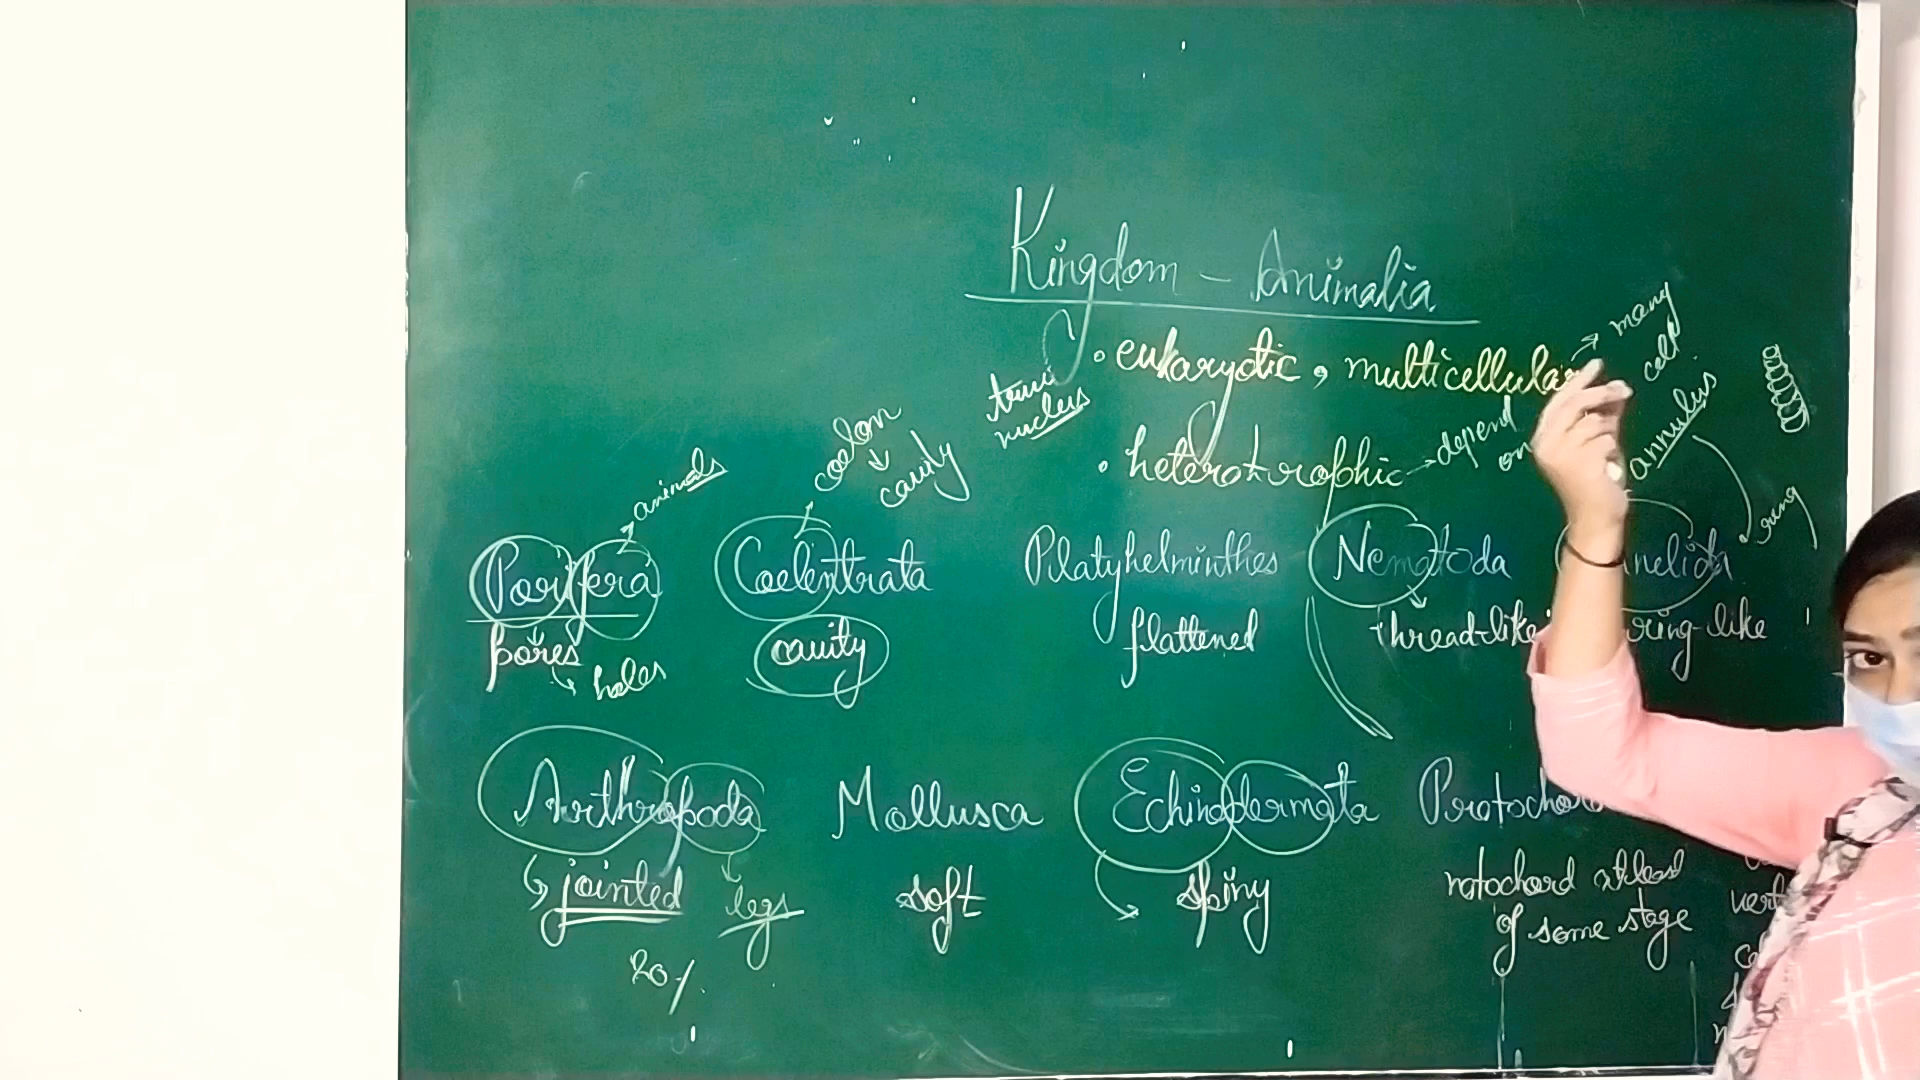 Kingdom - Animalia
• eukaryotic, multicellular → many cell
true nucleus
• heterotrophic → depend on
annulus
ring
coelom
↓
cavity
animals
Porifera Coelentrata Platyhelminthes Nematoda nelida
pores cavity flattened thread-like ring-like
holes
Arthropoda Mollusca Echinodermata Protochor
jointed legs soft spiny notochord atleast
of some stage